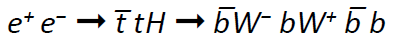 e⁺ e⁻ → t̅ tH → b̅W⁻ bW⁺ b̅ b